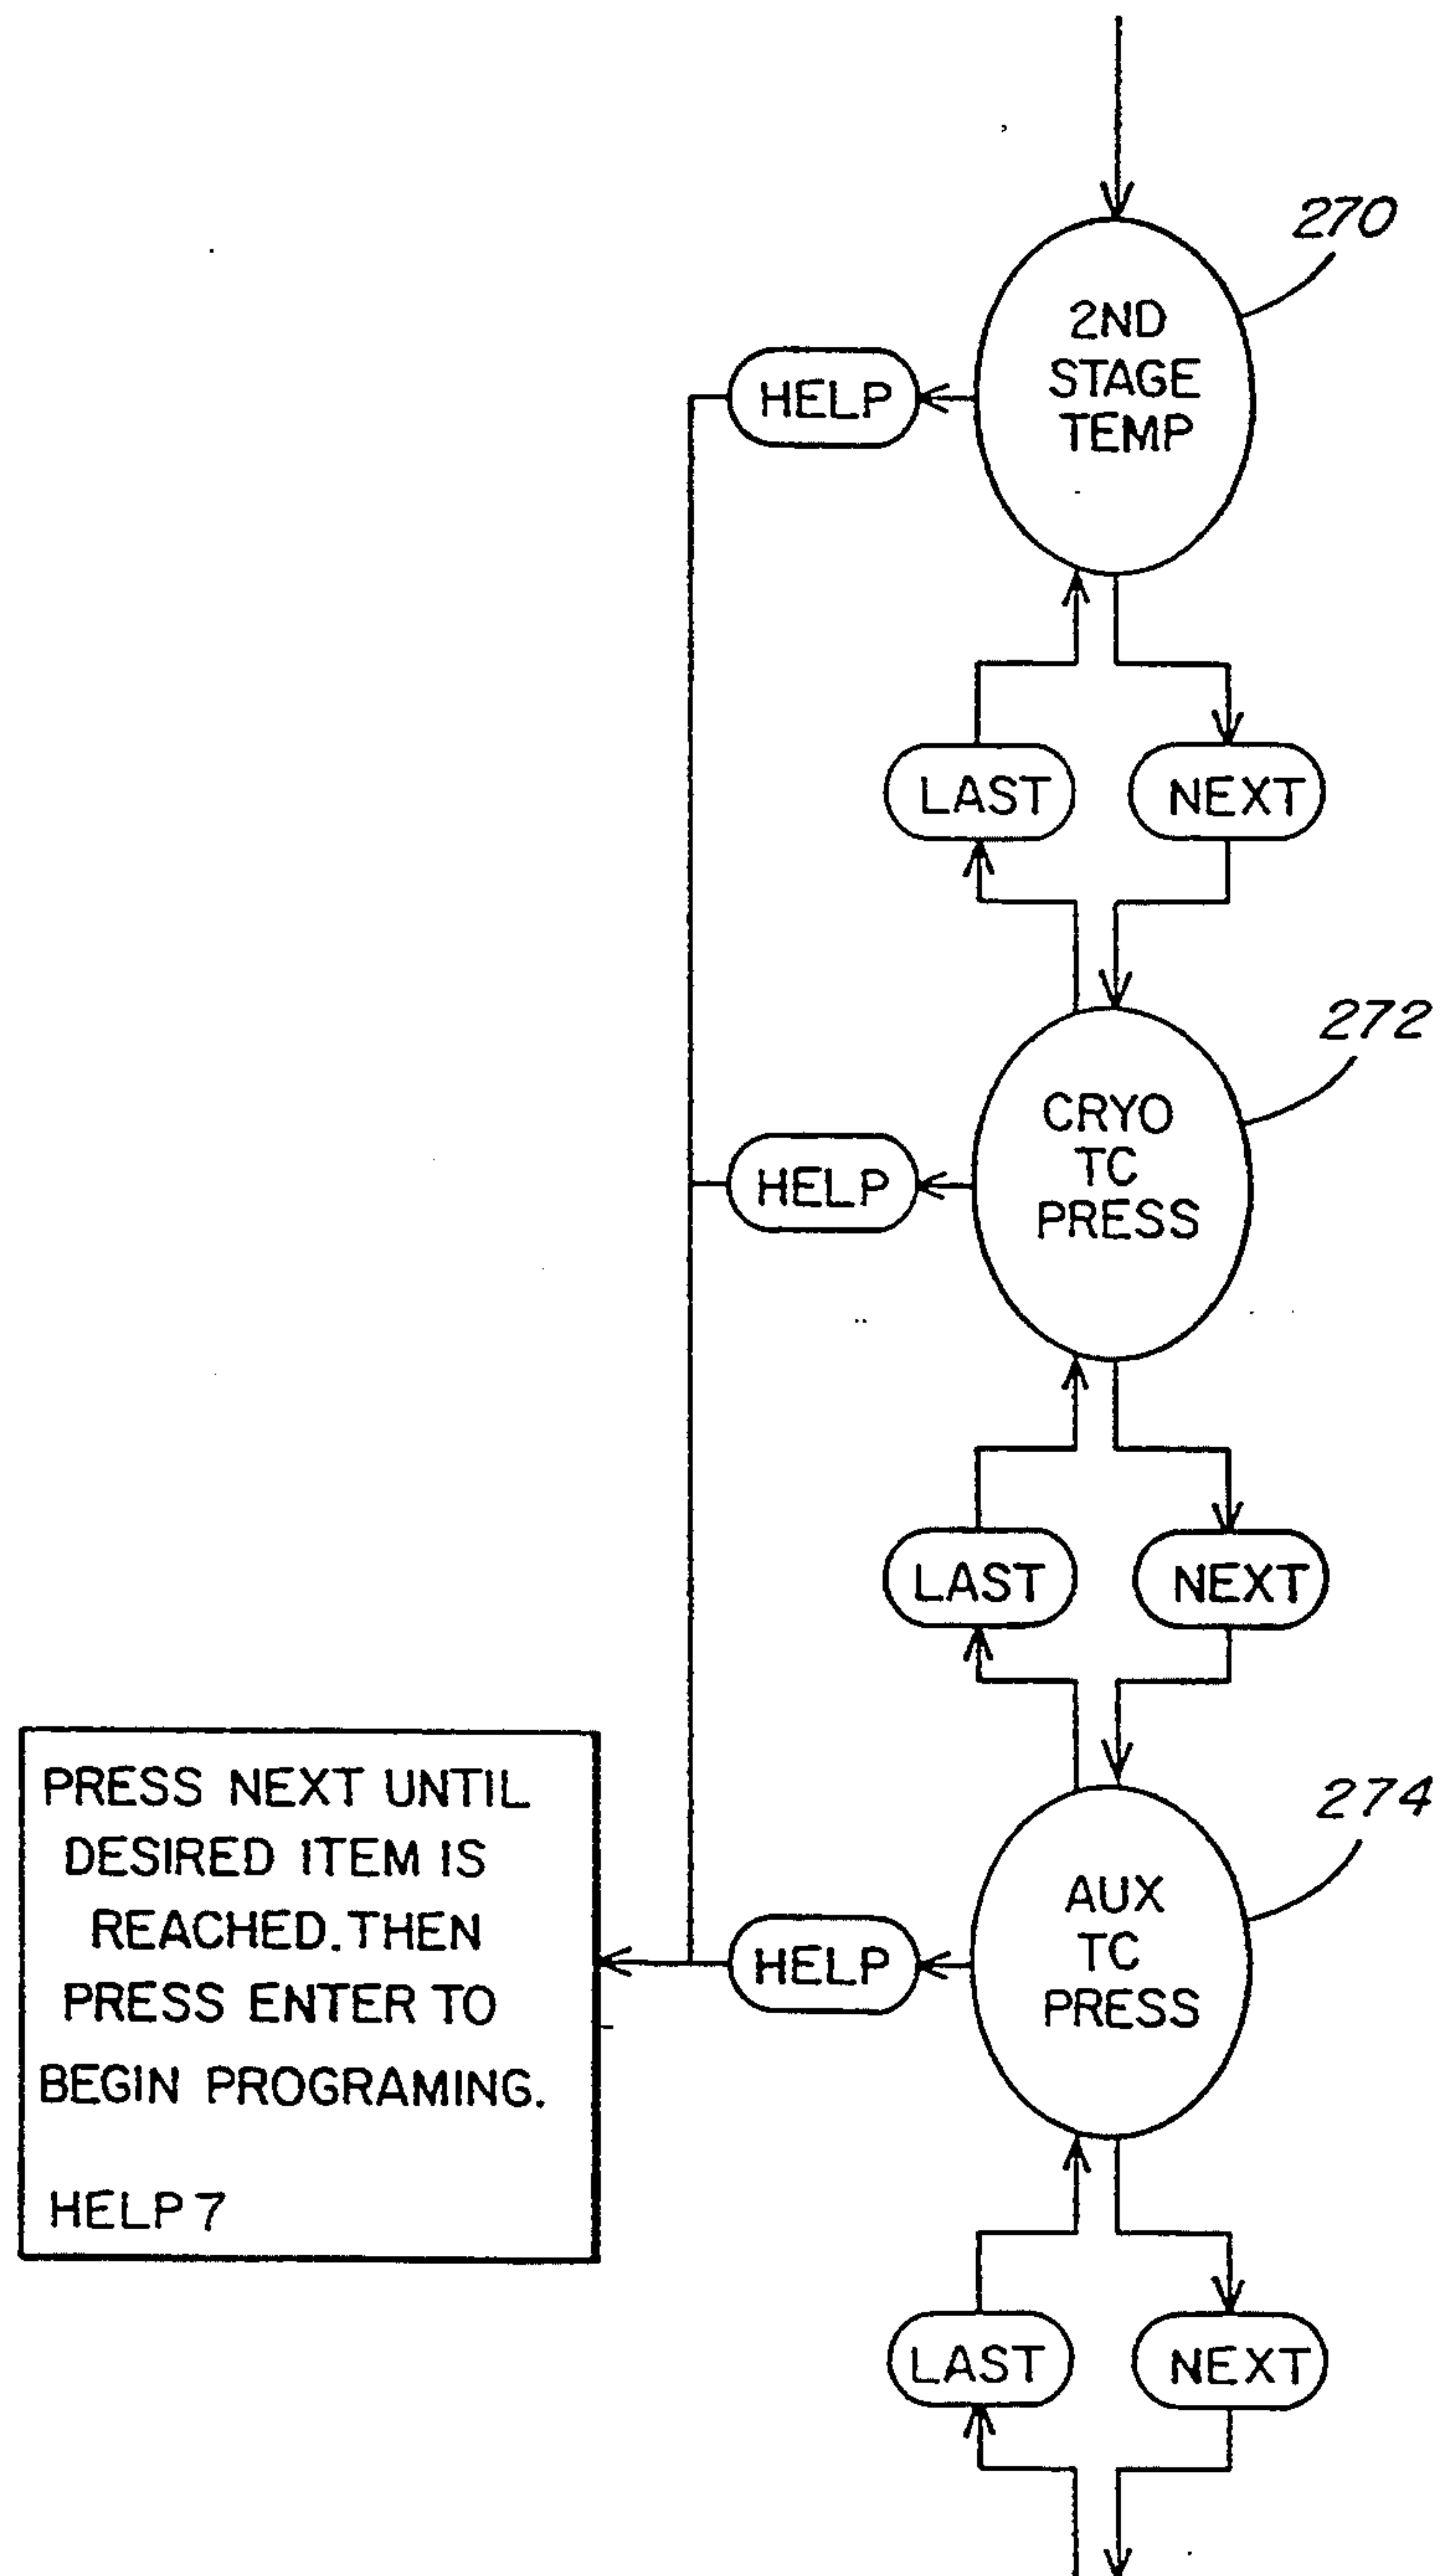 270
2ND
STAGE
TEMP
HELP
LAST
NEXT
272
CRYO
TC
PRESS
HELP
LAST
NEXT
274
AUX
TC
PRESS
HELP
PRESS NEXT UNTIL
DESIRED ITEM IS
REACHED. THEN
PRESS ENTER TO
BEGIN PROGRAMING.
HELP 7
LAST
NEXT